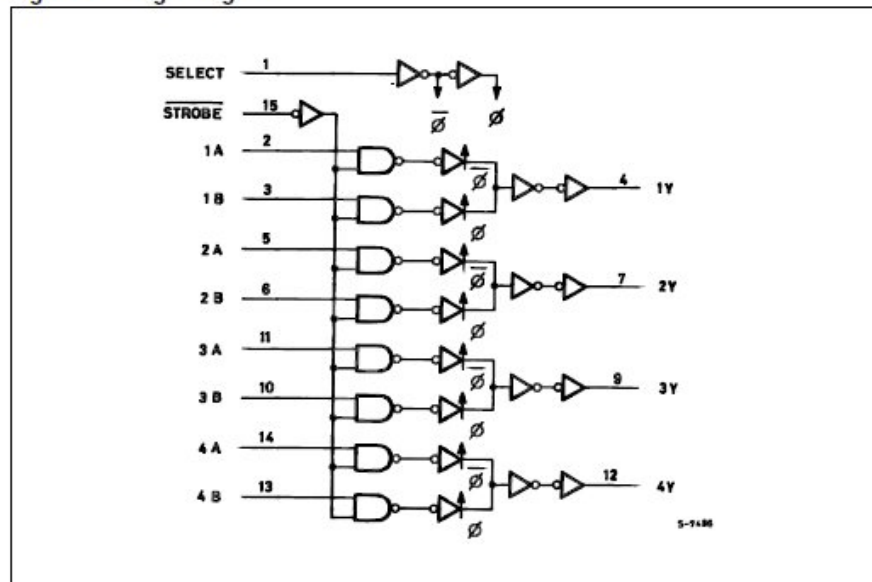 SELECT 1
STROBE 15
1A 2
1B 3
2A 5
2B 6
3A 11
3B 10
4A 14
4B 13
ø ø
ø
4 1Y
ø
ø
7 2Y
ø
ø
9 3Y
ø
ø
12 4Y
ø